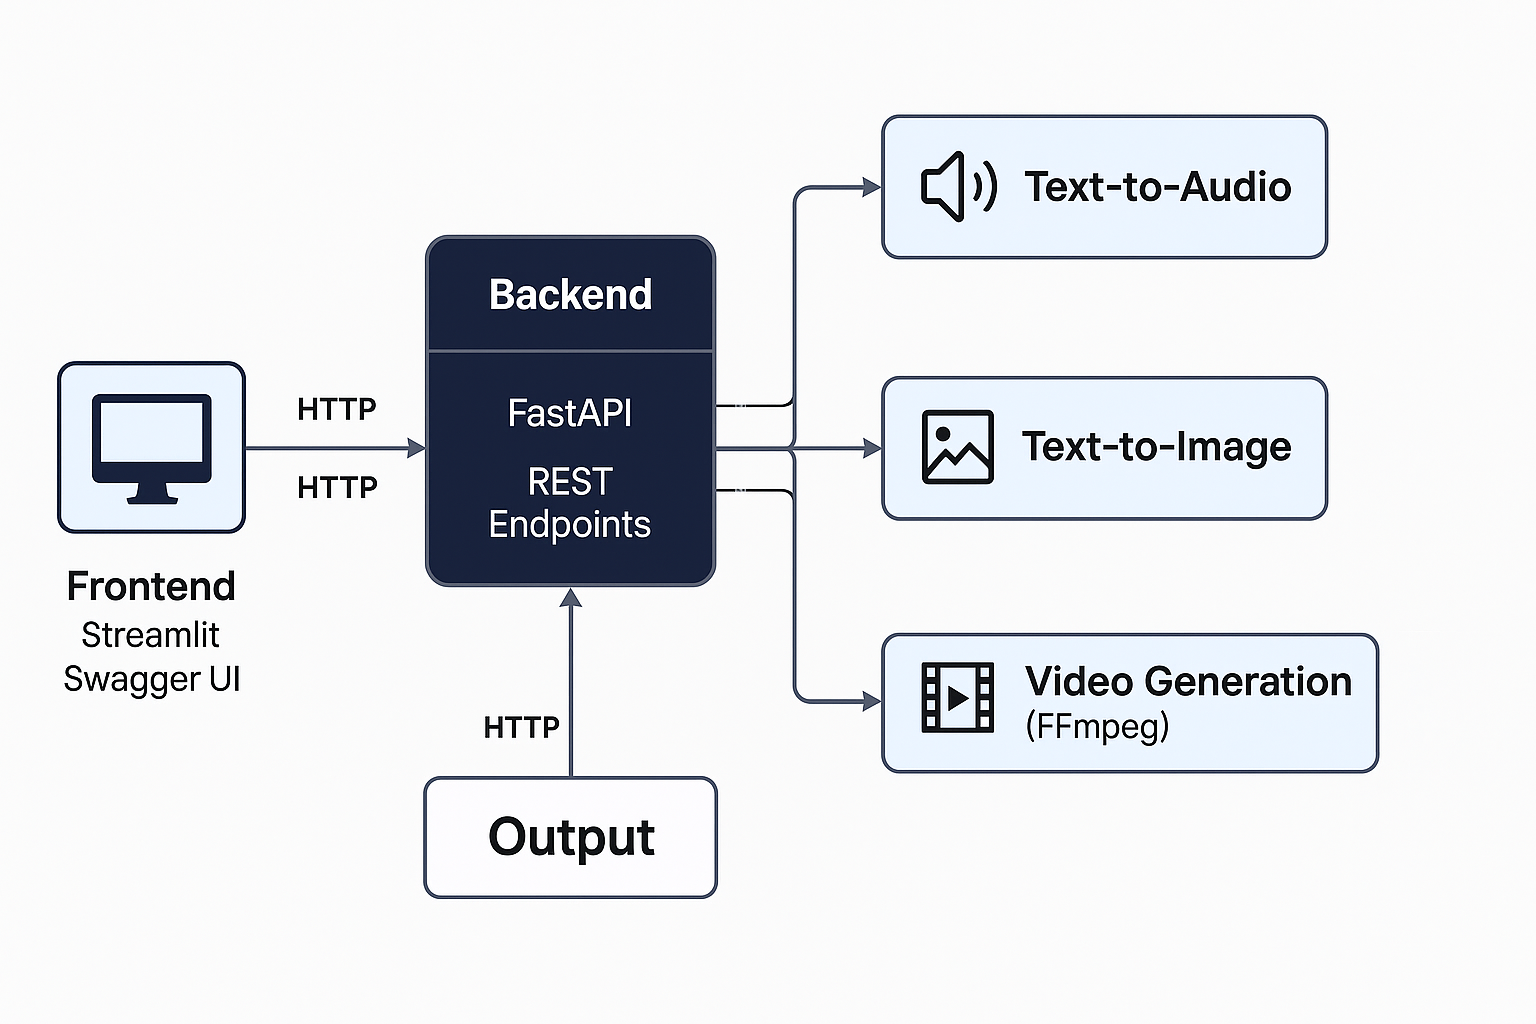 HTTP
HTTP
Frontend
Streamlit
Swagger UI
Backend
FastAPI
REST
Endpoints
HTTP
Output
Text-to-Audio
Text-to-Image
Video Generation
(FFmpeg)